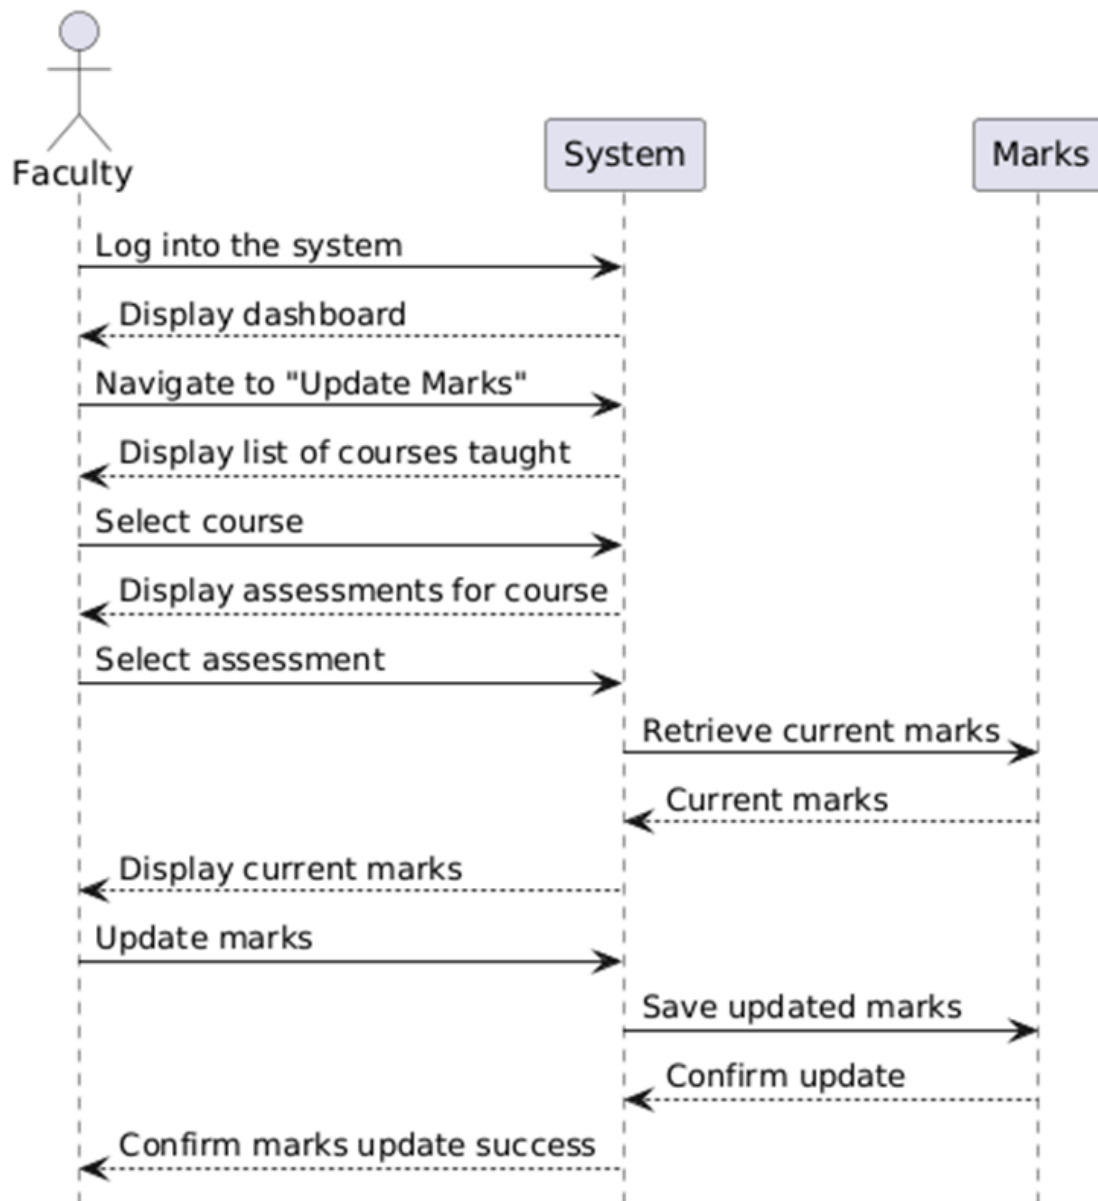 Faculty
System
Marks
Log into the system
Display dashboard
Navigate to "Update Marks"
Display list of courses taught
Select course
Display assessments for course
Select assessment
Retrieve current marks
Current marks
Display current marks
Update marks
Save updated marks
Confirm update
Confirm marks update success